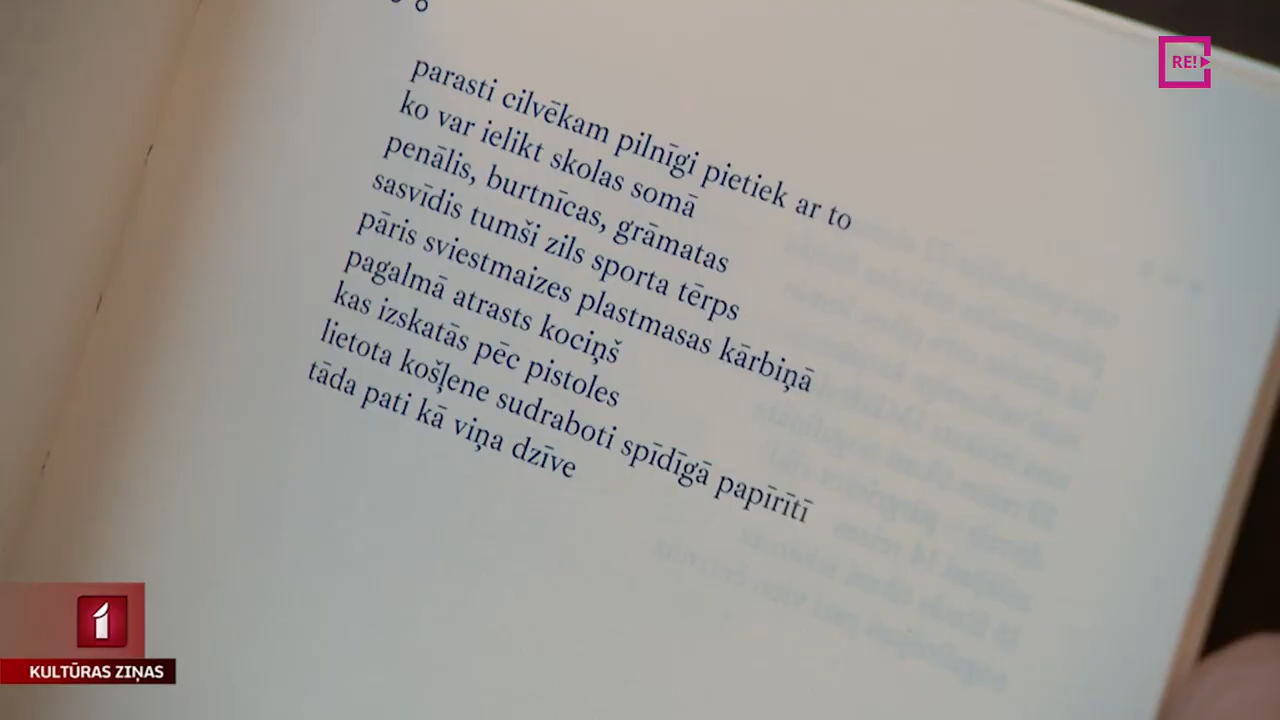 RE!
parasti cilvēkam pilnīgi pietiek ar to
ko var ielikt skolas somā
penālis, burtnīcas, grāmatas
sasvīdis tumši zils sporta tērps
pāris sviestmaizes plastmasas kārbiņā
pagalmā atrasts kociņš
kas izskatās pēc pistoles
lietota košļene sudraboti spīdīgā papīrītī
tāda pati kā viņa dzīve
1
KULTŪRAS ZIŅAS